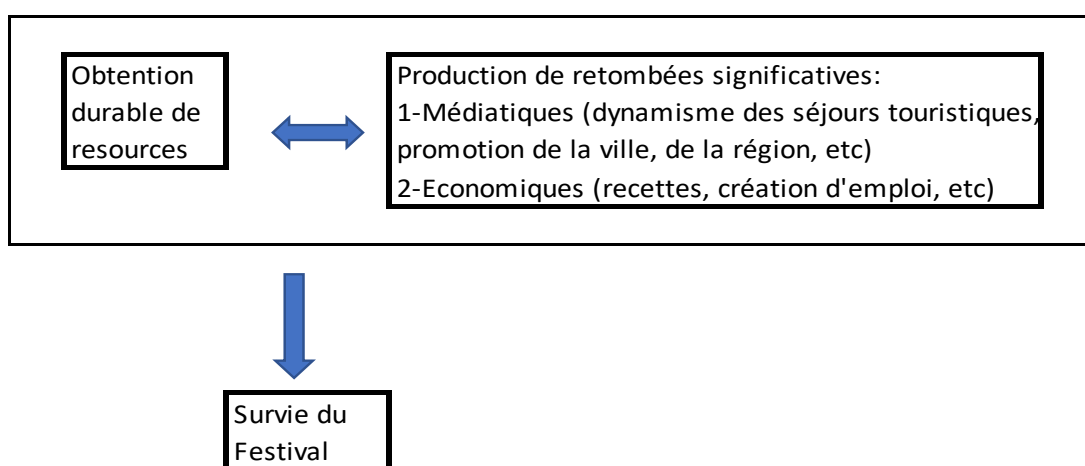 Obtention
durable de
resources
Production de retombées significatives:
1-Médiatiques (dynamisme des séjours touristiques,
promotion de la ville, de la région, etc)
2-Economiques (recettes, création d'emploi, etc)
Survie du
Festival